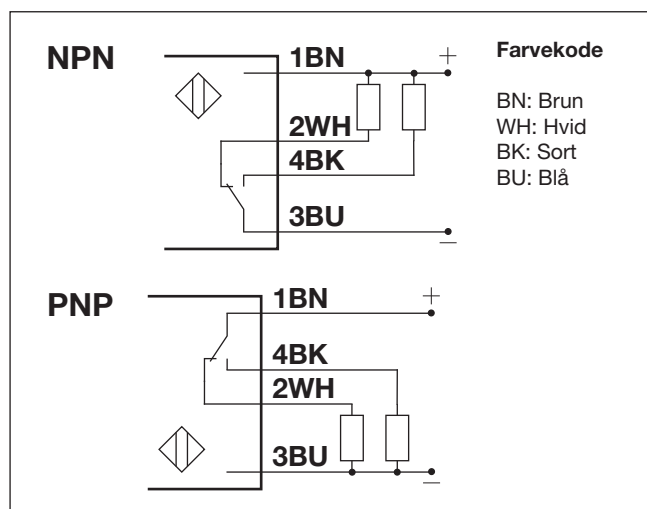 NPN
1BN
+
2WH
4BK
3BU
−
Farvekode
BN: Brun
WH: Hvid
BK: Sort
BU: Blå
PNP
1BN
+
4BK
2WH
3BU
−